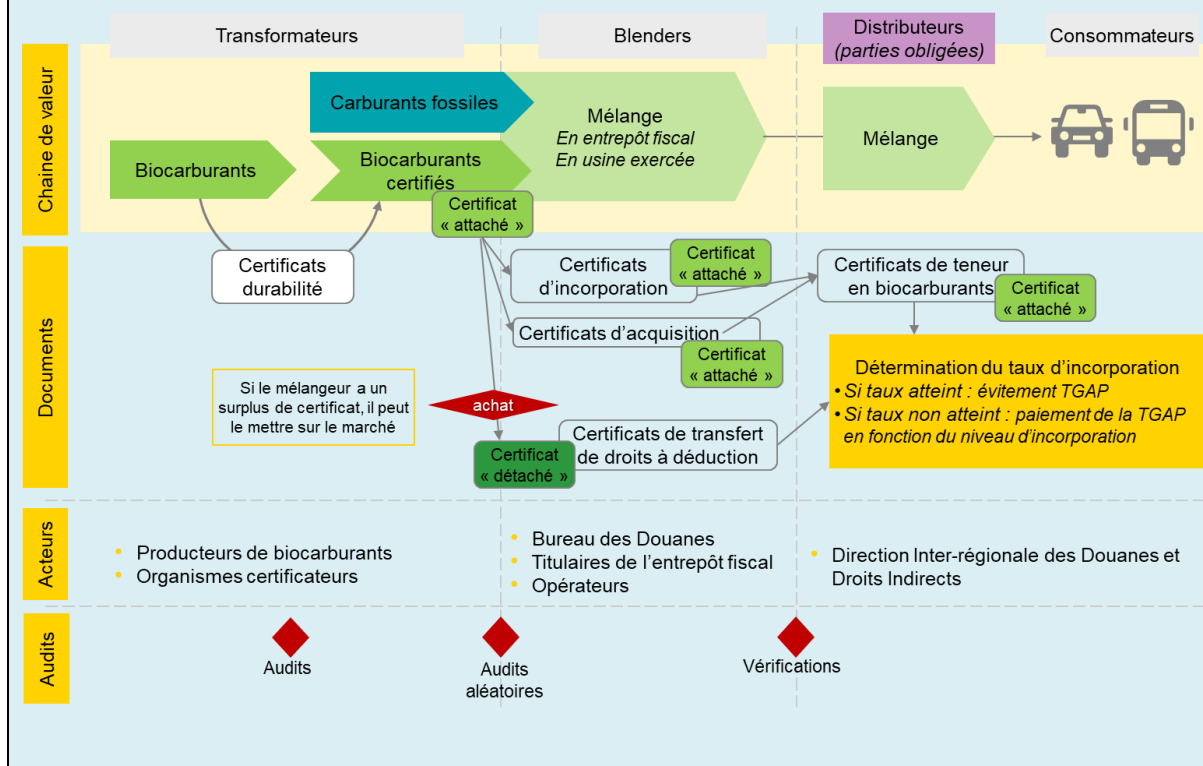 Transformateurs
Blenders
Distributeurs
(parties obligées)
Consommateurs
Chaine de valeur
Carburants fossiles
Biocarburants
Biocarburants
certifiés
Certificat
« attaché »
Mélange
En entrepôt fiscal
En usine exercée
Mélange
Documents
Certificats
durabilité
Certificats
d’incorporation
Certificat
« attaché »
Certificats d’acquisition
Certificat
« attaché »
Certificats de teneur
en biocarburants
Certificat
« attaché »
Si le mélangeur a un
surplus de certificat, il peut
le mettre sur le marché
achat
Certificat
« détaché »
Certificats de transfert
de droits à déduction
Détermination du taux d’incorporation
• Si taux atteint : évitement TGAP
• Si taux non atteint : paiement de la TGAP
en fonction du niveau d’incorporation
Acteurs
• Producteurs de biocarburants
• Organismes certificateurs
• Bureau des Douanes
• Titulaires de l’entrepôt fiscal
• Opérateurs
• Direction Inter-régionale des Douanes et
Droits Indirects
Audits
Audits
Audits
aléatoires
Vérifications